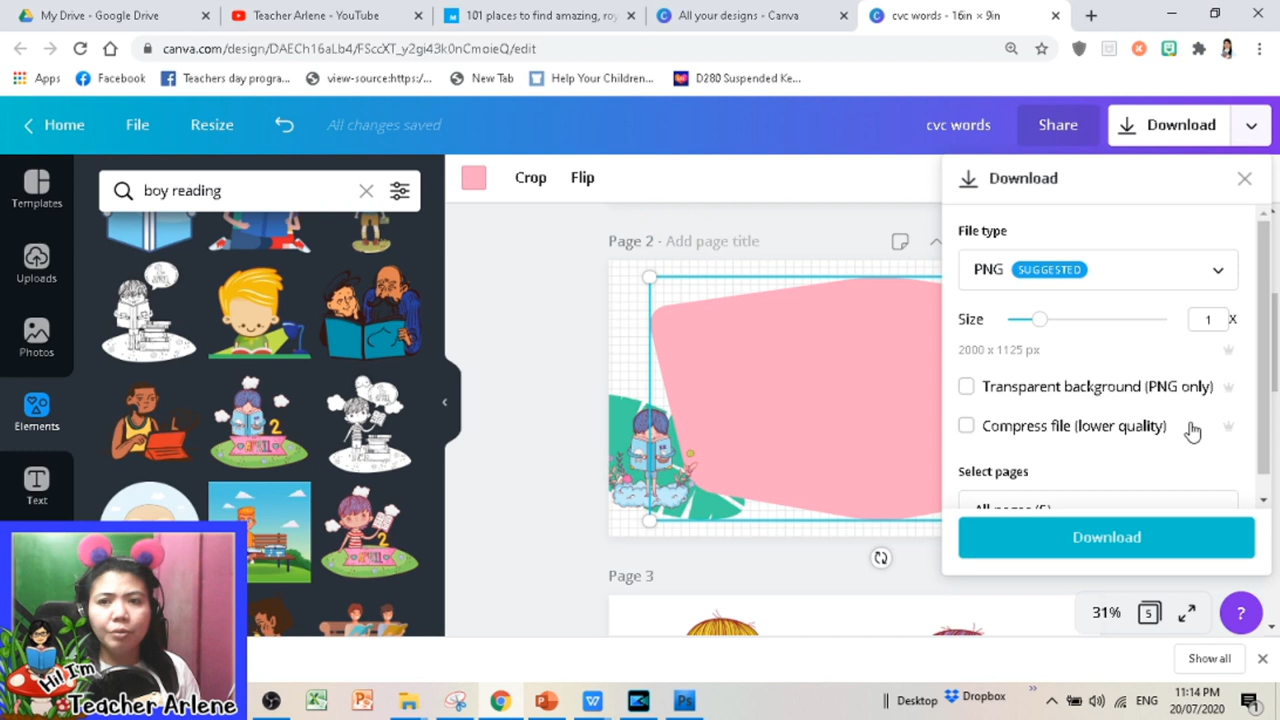 My Drive - Google Drive
Teacher Arlene - YouTube
101 places to find amazing, roy
All your designs - Canva
cvc words - 16in × 9in
canva.com/design/DAECh16aLb4/FSccXT_y2gi43k0nCmoieQ/edit
Apps
Facebook
Teachers day progra...
view-source:https:/...
New Tab
Help Your Children...
D280 Suspended Ke...
Home
File
Resize
All changes saved
cvc words
Share
Download
Templates
Uploads
Photos
Elements
Text
boy reading
APRIL 2
2
Crop
Flip
Page 2 - Add page title
Page 3
Download
File type
PNG SUGGESTED
Size
1 X
2000 x 1125 px
Transparent background (PNG only)
Compress file (lower quality)
Select pages
Download
31%
5
?
Show all
Hi! I'm
Teacher Arlene
Desktop
Dropbox
ENG
11:14 PM
20/07/2020